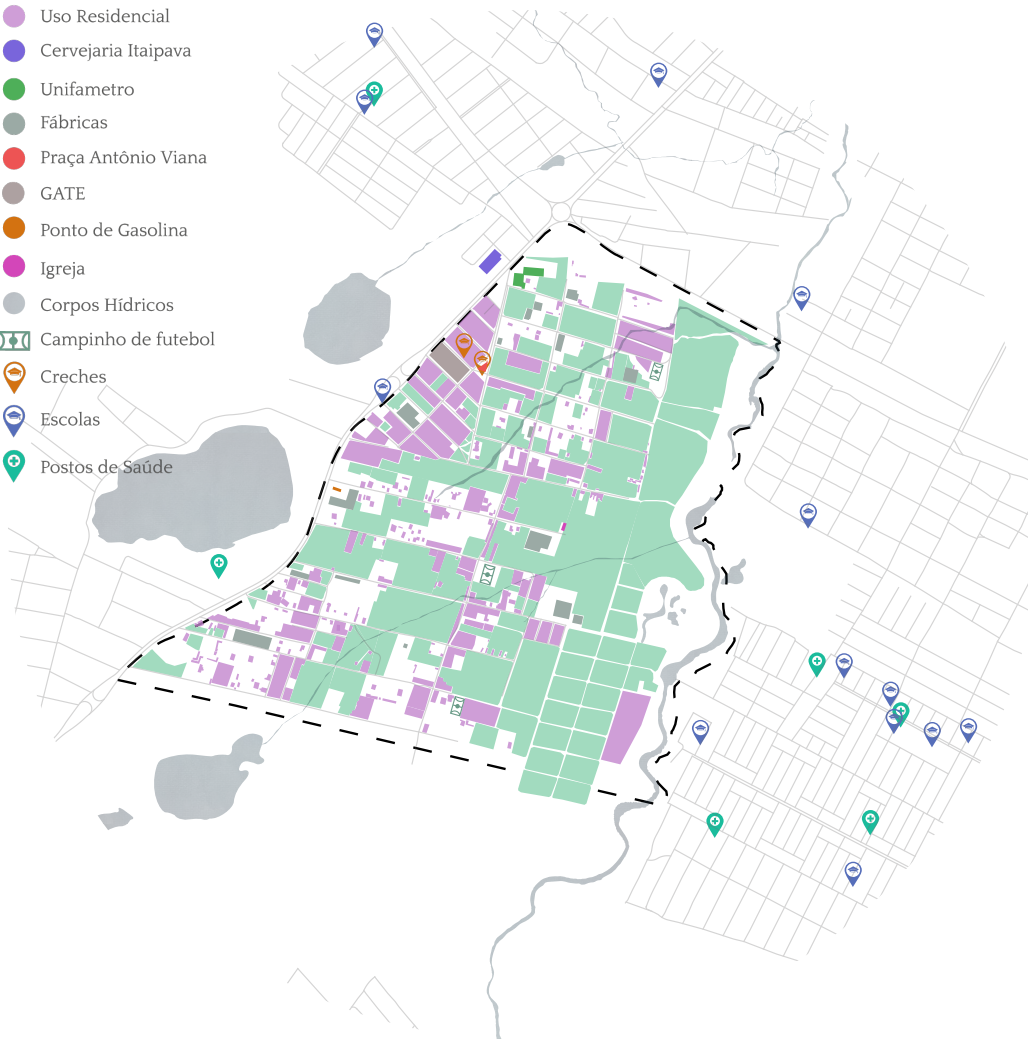 Uso Residencial
Cervejaria Itaipava
Unifametro
Fábricas
Praça Antônio Viana
GATE
Ponto de Gasolina
Igreja
Corpos Hídricos
Campinho de futebol
Creches
Escolas
Postos de Saúde